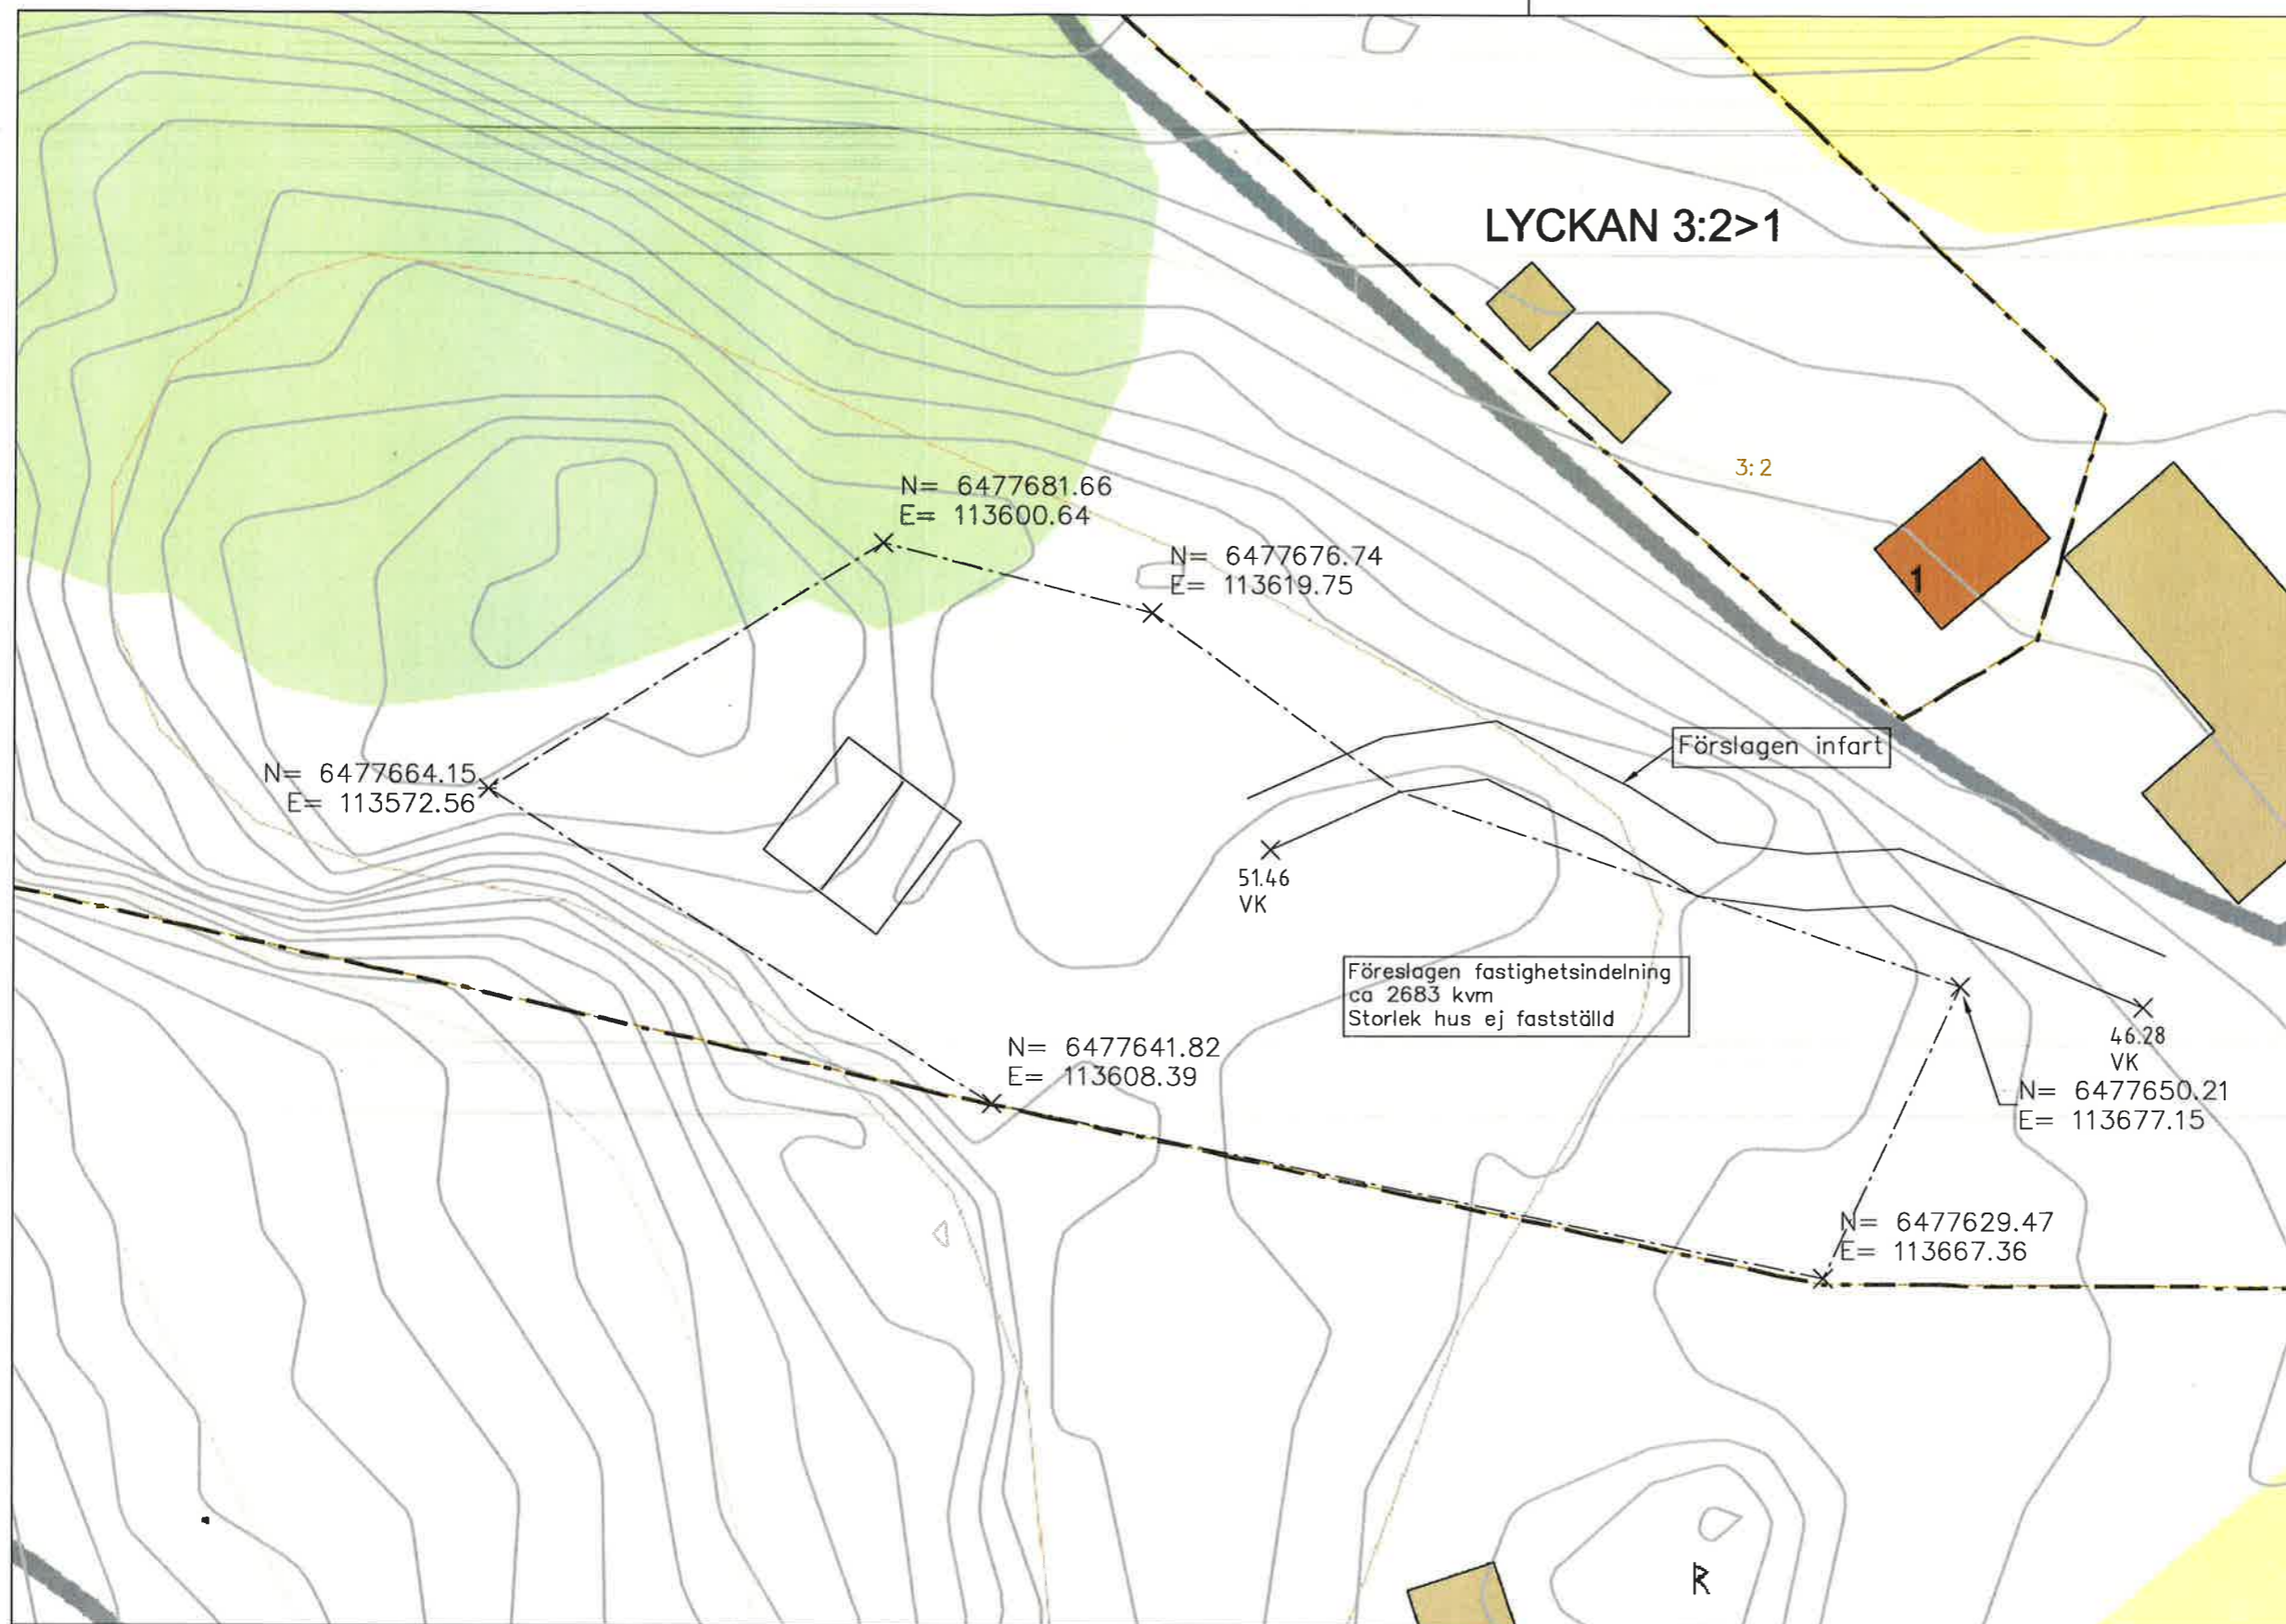 LYCKAN 3:2>1
3:2
1
N= 6477681.66
E= 113600.64
N= 6477676.74
E= 113619.75
Förslagen infart
N= 6477664.15
E= 113572.56
51.46
VK
Föreslagen fastighetsindelning
ca 2683 kvm
Storlek hus ej fastställd
46.28
VK
N= 6477641.82
E= 113608.39
N= 6477650.21
E= 113677.15
N= 6477629.47
E= 113667.36
R